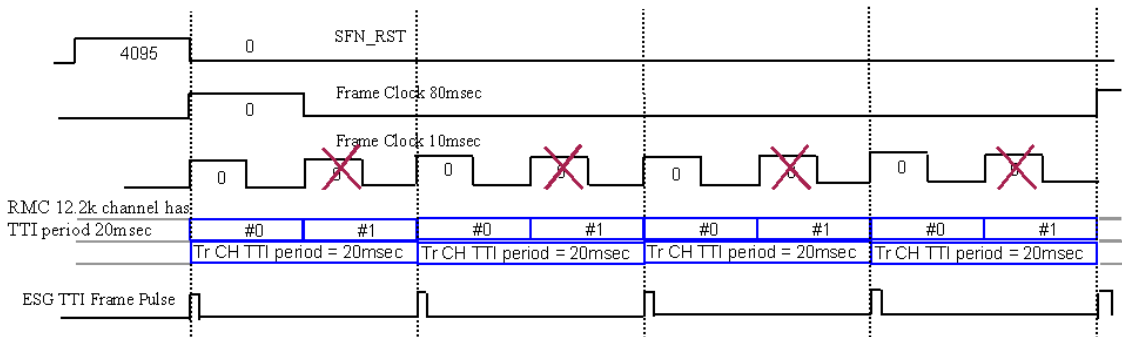 SFN_RST
4095 0
Frame Clock 80msec
0
Frame Clock 10msec
0 0 0 0 0
RMC 12.2k channel has
TTI period 20msec
#0 #1 #0 #1 #0 #1 #0 #1
Tr CH TTI period = 20msec Tr CH TTI period = 20msec Tr CH TTI period = 20msec Tr CH TTI period = 20msec
ESG TTI Frame Pulse